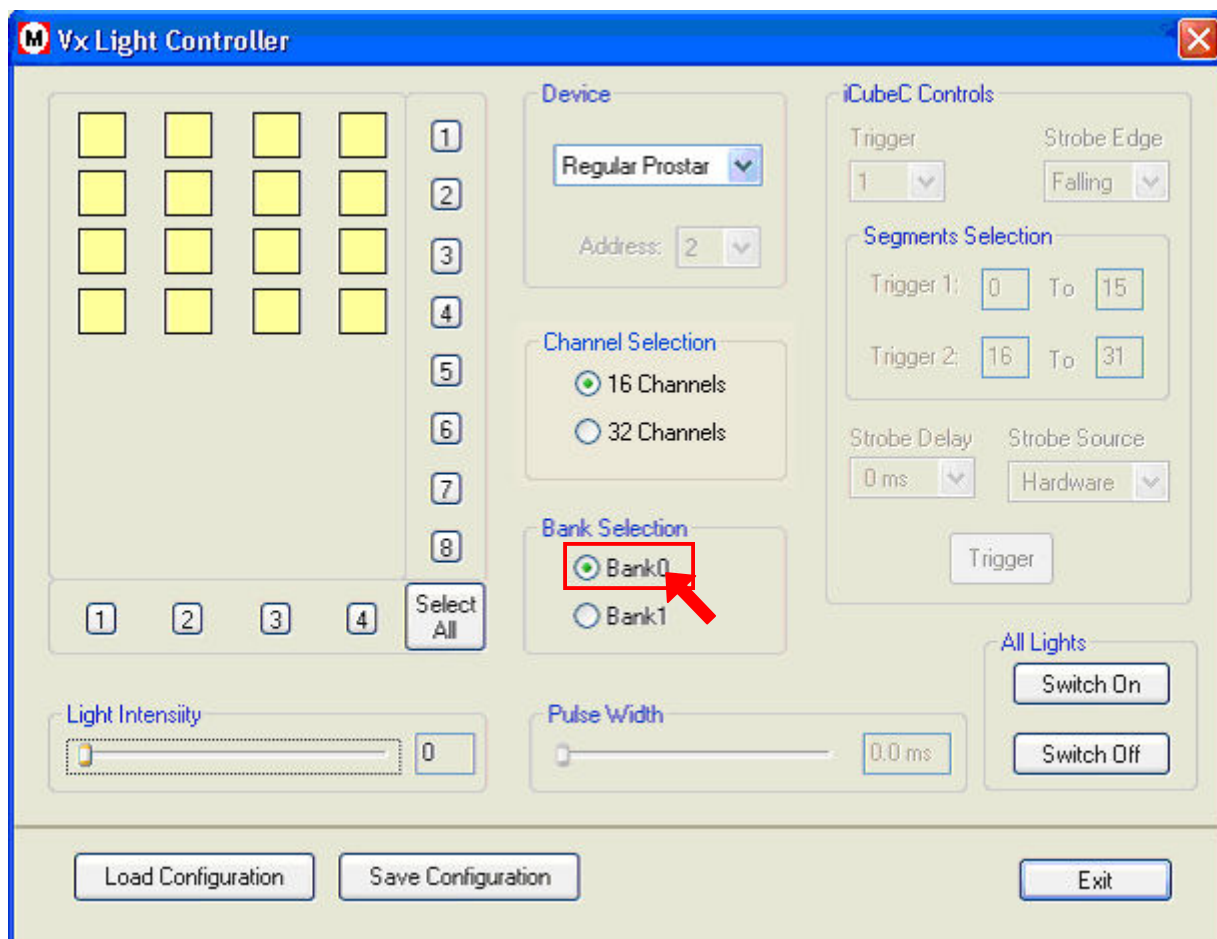 M Vx Light Controller
1
2
3
4
5
6
7
8
1 2 3 4 Select All
Light Intensiity
0
Device
Regular Prostar
Address: 2
Channel Selection
16 Channels
32 Channels
Bank Selection
Bank0
Bank1
Pulse Width
0.0 ms
iCubeC Controls
Trigger Strobe Edge
1 Falling
Segments Selection
Trigger 1: 0 To 15
Trigger 2: 16 To 31
Strobe Delay Strobe Source
0 ms Hardware
Trigger
All Lights
Switch On
Switch Off
Load Configuration Save Configuration Exit